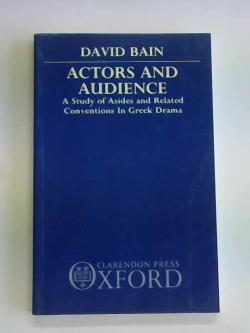 DAVID BAIN
ACTORS AND
AUDIENCE
A Study of Asides and Related
Conventions In Greek Drama
CLARENDON PRESS
OXFORD